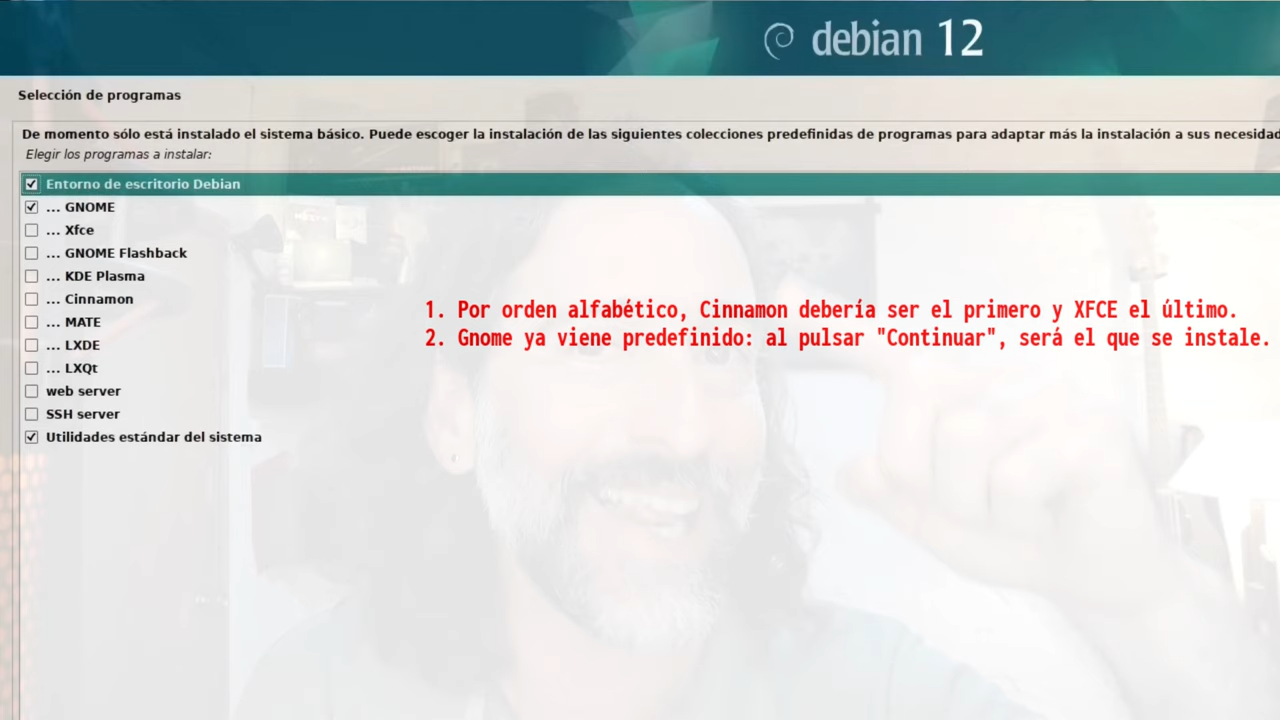 debian 12
Selección de programas
De momento sólo está instalado el sistema básico. Puede escoger la instalación de las siguientes colecciones predefinidas de programas para adaptar más la instalación a sus necesidad
Elegir los programas a instalar:
Entorno de escritorio Debian
... GNOME
... Xfce
... GNOME Flashback
... KDE Plasma
... Cinnamon
... MATE
... LXDE
... LXQt
web server
SSH server
Utilidades estándar del sistema
1. Por orden alfabético, Cinnamon debería ser el primero y XFCE el último.
2. Gnome ya viene predefinido: al pulsar "Continuar", será el que se instale.